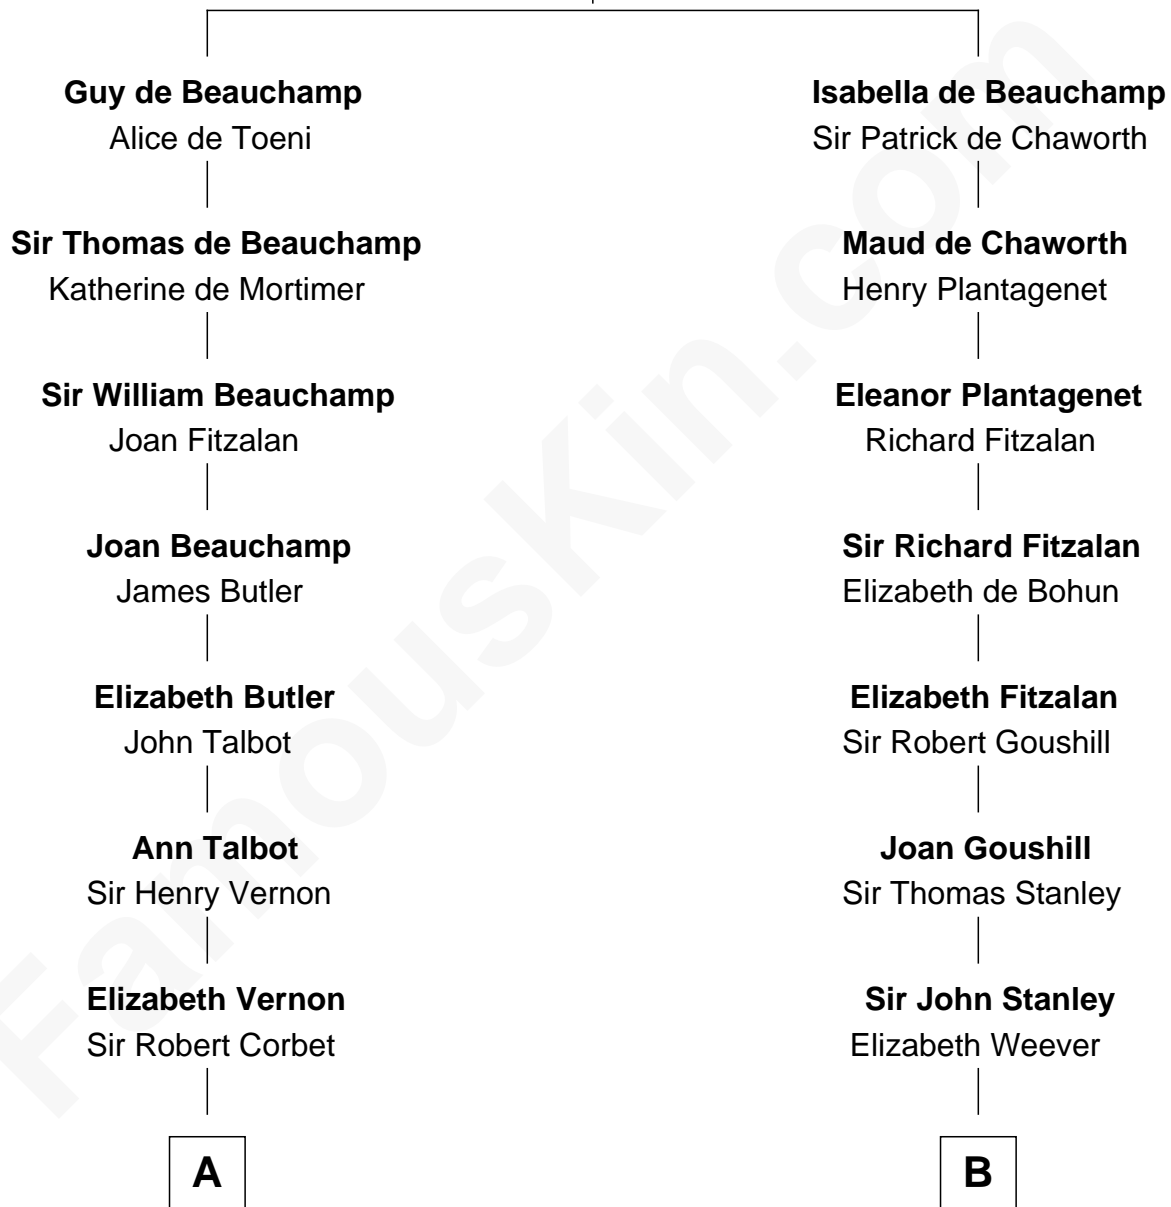 Guy de Beauchamp
Alice de Toeni
Sir Thomas de Beauchamp
Katherine de Mortimer
Sir William Beauchamp
Joan Fitzalan
Joan Beauchamp
James Butler
Elizabeth Butler
John Talbot
Ann Talbot
Sir Henry Vernon
Elizabeth Vernon
Sir Robert Corbet
A
Isabella de Beauchamp
Sir Patrick de Chaworth
Maud de Chaworth
Henry Plantagenet
Eleanor Plantagenet
Richard Fitzalan
Sir Richard Fitzalan
Elizabeth de Bohun
Elizabeth Fitzalan
Sir Robert Goushill
Joan Goushill
Sir Thomas Stanley
Sir John Stanley
Elizabeth Weever
B
FamousKin.com